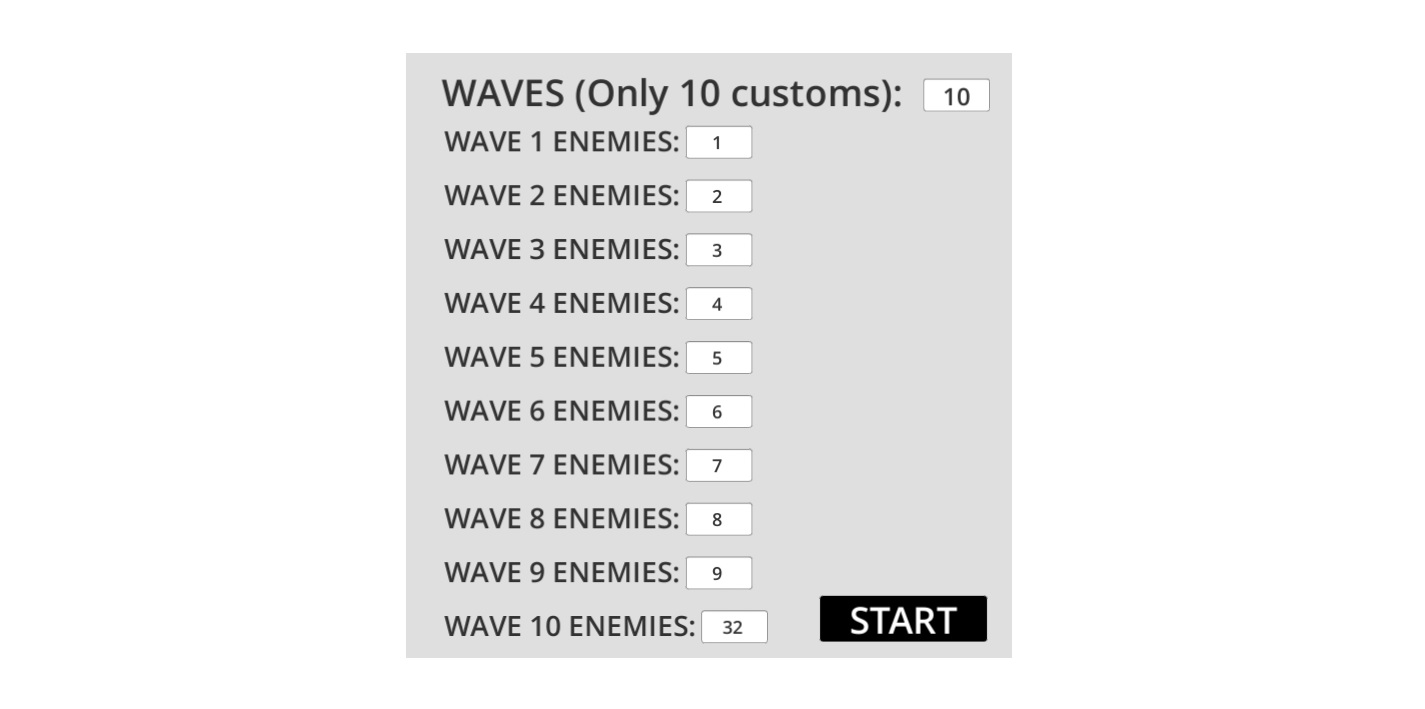 WAVES (Only 10 customs): 10
WAVE 1 ENEMIES: 1
WAVE 2 ENEMIES: 2
WAVE 3 ENEMIES: 3
WAVE 4 ENEMIES: 4
WAVE 5 ENEMIES: 5
WAVE 6 ENEMIES: 6
WAVE 7 ENEMIES: 7
WAVE 8 ENEMIES: 8
WAVE 9 ENEMIES: 9
WAVE 10 ENEMIES: 32
START